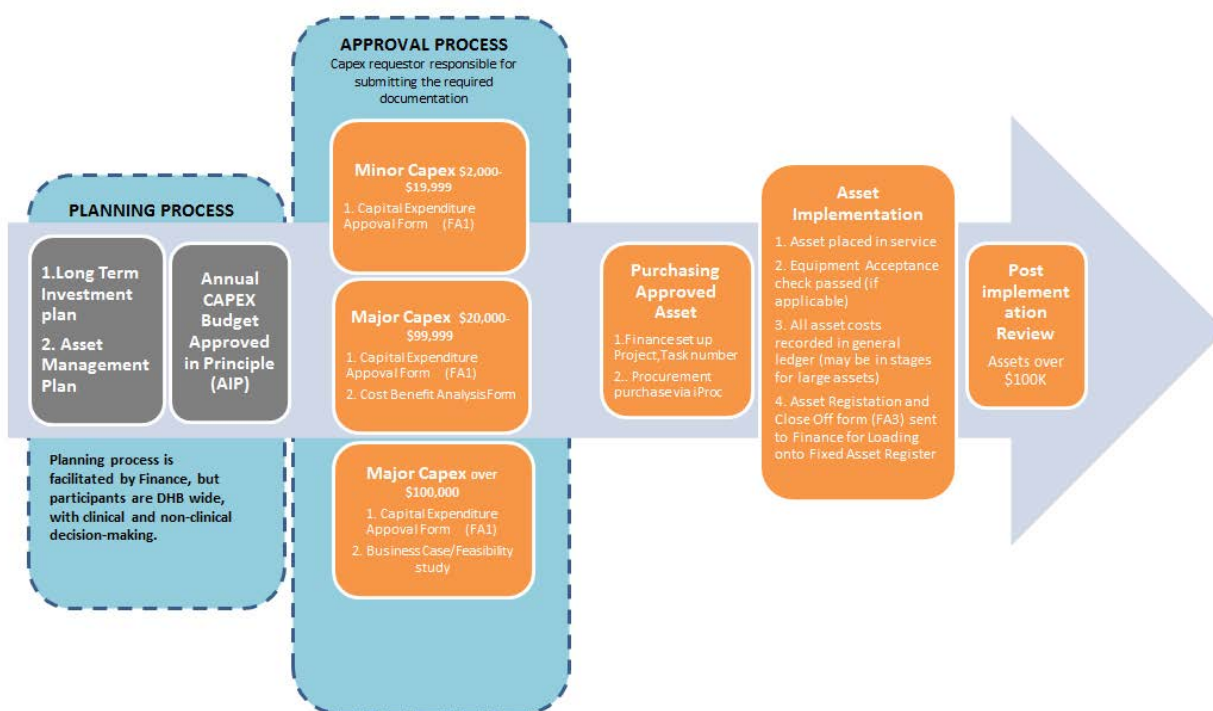 PLANNING PROCESS
1.Long Term
Investment
plan
2. Asset
Management
Plan
Annual
CAPEX
Budget
Approved
in Principle
(AIP)
Planning process is
facilitated by Finance, but
participants are DHB wide,
with clinical and non-clinical
decision-making.
APPROVAL PROCESS
Capex requestor responsible for
submitting the required
documentation
Minor Capex $2,000-
$19,999
1. Capital Expenditure
Appoval Form (FA1)
Major Capex $20,000-
$99,999
1. Capital Expenditure
Appoval Form (FA1)
2. Cost Benefit Analysis Form
Major Capex over
$100,000
1. Capital Expenditure
Appoval Form (FA1)
2. Business Case/Feasibility
study
Purchasing
Approved
Asset
1.Finance set up
Project,Task number
2.. Procurement
purchase via iProc
Asset
Implementation
1. Asset placed in service
2. Equipment Acceptance
check passed (if
applicable)
3. All asset costs
recorded in general
ledger (may be in stages
for large assets)
4. Asset Registation and
Close Off form (FA3) sent
to Finance for Loading
onto Fixed Asset Register
Post
implement
ation
Review
Assets over
$100K